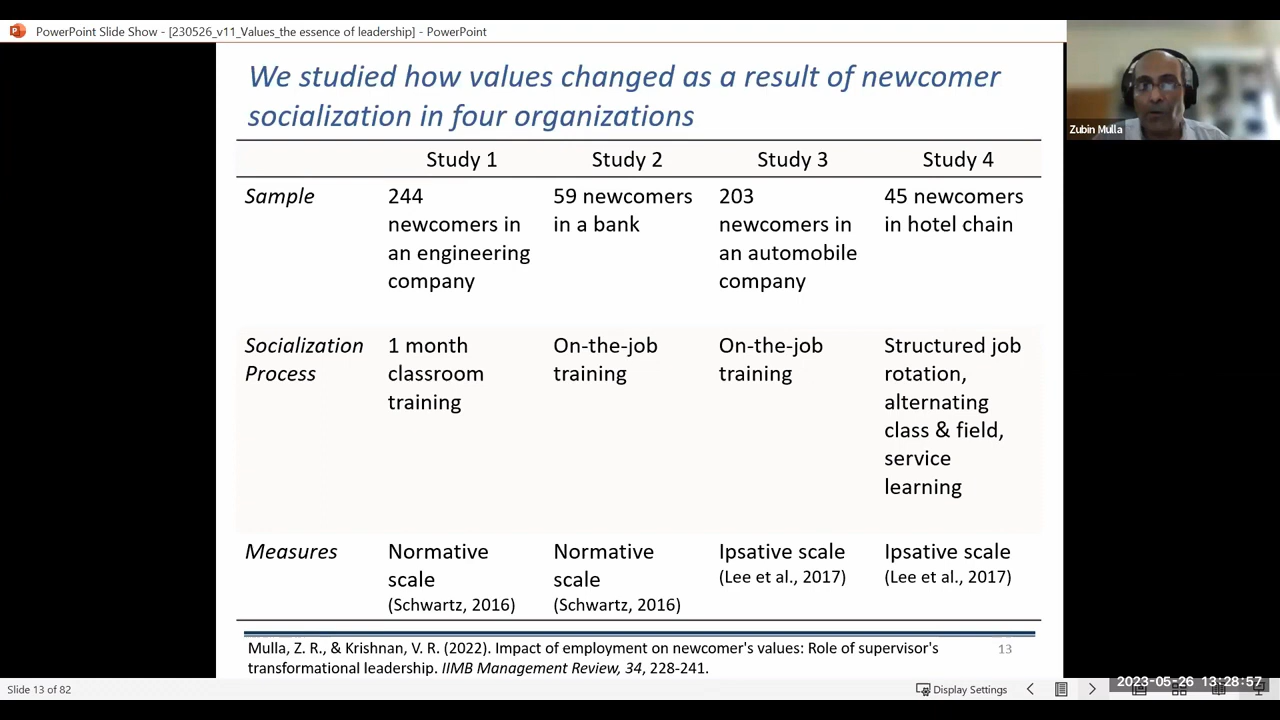 PowerPoint Slide Show - [230526_v11_Values_the essence of leadership] - PowerPoint
We studied how values changed as a result of newcomer
socialization in four organizations
Study 1 Study 2 Study 3 Study 4
Sample
244
newcomers in
an engineering
company
59 newcomers
in a bank
203
newcomers in
an automobile
company
45 newcomers
in hotel chain
Socialization
Process
1 month
classroom
training
On-the-job
training
On-the-job
training
Structured job
rotation,
alternating
class & field,
service
learning
Measures
Normative
scale
(Schwartz, 2016)
Normative
scale
(Schwartz, 2016)
Ipsative scale
(Lee et al., 2017)
Ipsative scale
(Lee et al., 2017)
Mulla, Z. R., & Krishnan, V. R. (2022). Impact of employment on newcomer's values: Role of supervisor's
transformational leadership. IIMB Management Review, 34, 228-241.
13
Zubin Mulla
Slide 13 of 82
Display Settings
2023-05-26 13:28:57